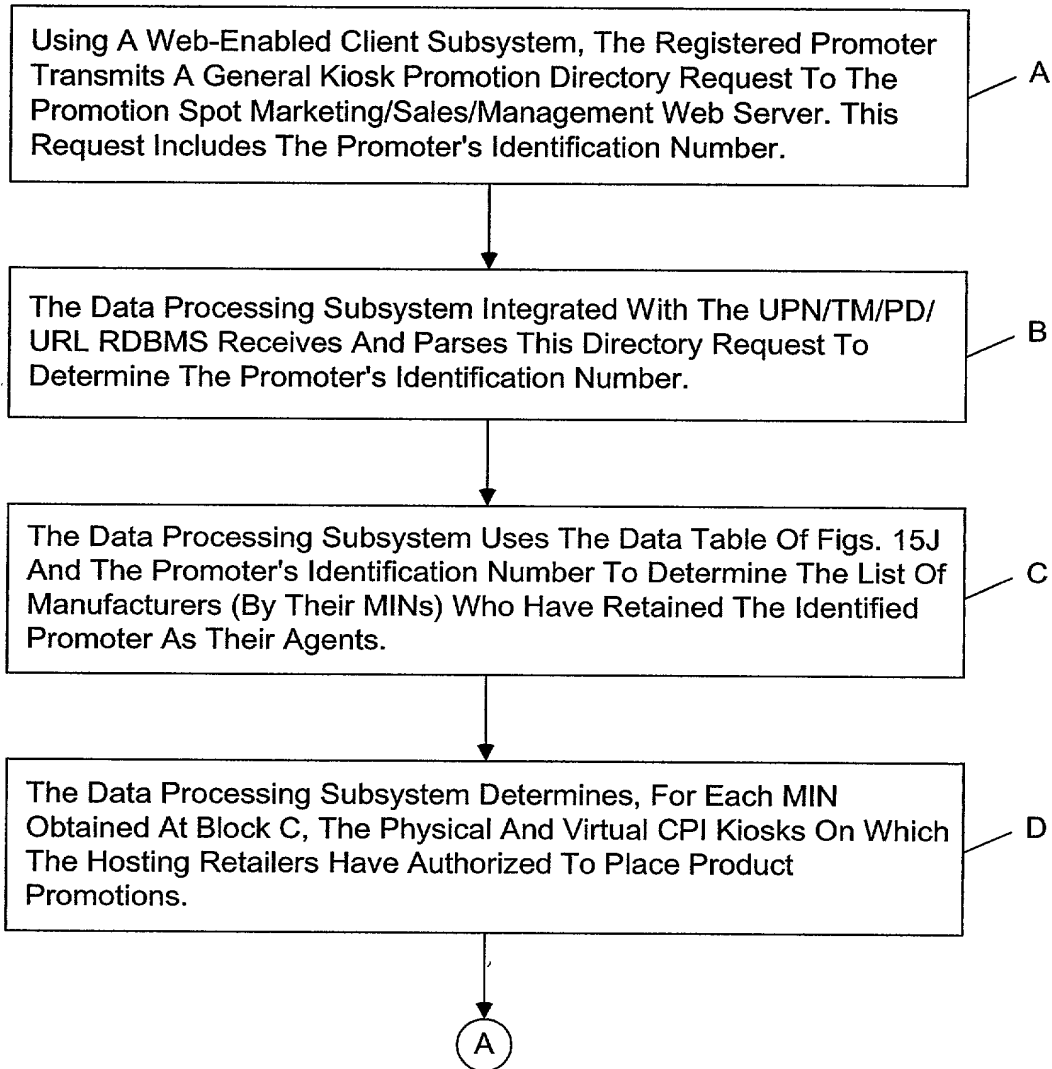 Using A Web-Enabled Client Subsystem, The Registered Promoter
Transmits A General Kiosk Promotion Directory Request To The
Promotion Spot Marketing/Sales/Management Web Server. This
Request Includes The Promoter's Identification Number.
A
The Data Processing Subsystem Integrated With The UPN/TM/PD/
URL RDBMS Receives And Parses This Directory Request To
Determine The Promoter's Identification Number.
B
The Data Processing Subsystem Uses The Data Table Of Figs. 15J
And The Promoter's Identification Number To Determine The List Of
Manufacturers (By Their MINs) Who Have Retained The Identified
Promoter As Their Agents.
C
The Data Processing Subsystem Determines, For Each MIN
Obtained At Block C, The Physical And Virtual CPI Kiosks On Which
The Hosting Retailers Have Authorized To Place Product
Promotions.
D
A